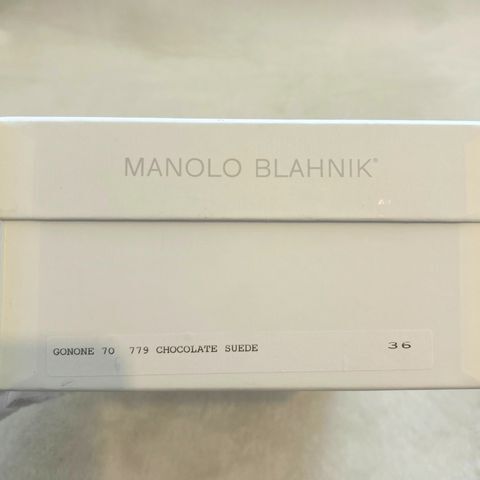 MANOLO BLAHNIK®
GONONE 70 779 CHOCOLATE SUEDE 36